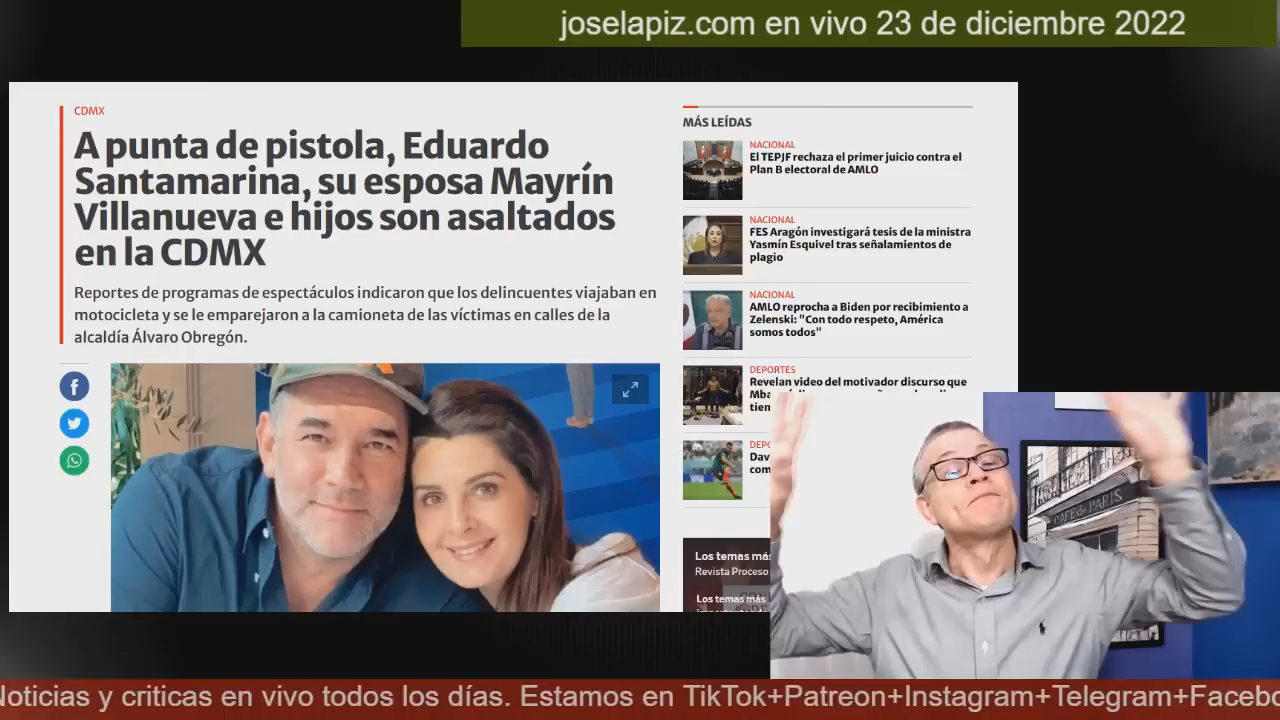 joselapiz.com en vivo 23 de diciembre 2022
CDMX
A punta de pistola, Eduardo
Santamarina, su esposa Mayrín
Villanueva e hijos son asaltados
en la CDMX
Reportes de programas de espectáculos indicaron que los delincuentes viajaban en
motocicleta y se le emparejaron a la camioneta de las víctimas en calles de la
alcaldía Álvaro Obregón.
MÁS LEÍDAS
NACIONAL
El TEPJF rechaza el primer juicio contra el
Plan B electoral de AMLO
NACIONAL
FES Aragón investigará tesis de la ministra
Yasmín Esquivel tras señalamientos de
plagio
NACIONAL
AMLO reprocha a Biden por recibimiento a
Zelenski: "Con todo respeto, América
somos todos"
DEPORTES
Revelan video del motivador discurso que
Los temas más
Revista Proceso
Los temas más
CAFÉ de PARIS
Noticias y criticas en vivo todos los días. Estamos en TikTok+Patreon+Instagram+Telegram+Facebo